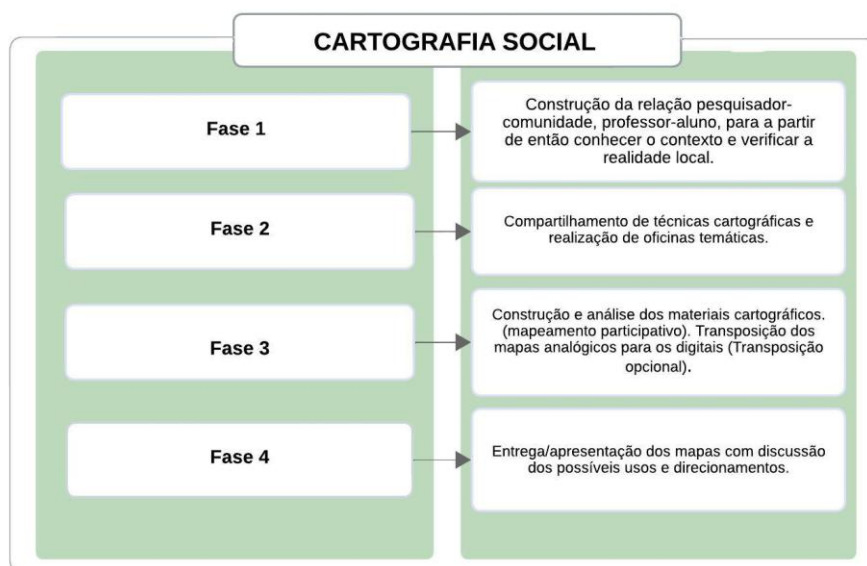 CARTOGRAFIA SOCIAL
Fase 1
Construção da relação pesquisador-
comunidade, professor-aluno, para a partir
de então conhecer o contexto e verificar a
realidade local.
Fase 2
Compartilhamento de técnicas cartográficas e
realização de oficinas temáticas.
Fase 3
Construção e análise dos materiais cartográficos.
(mapeamento participativo). Transposição dos
mapas analógicos para os digitais (Transposição
opcional).
Fase 4
Entrega/apresentação dos mapas com discussão
dos possíveis usos e direcionamentos.